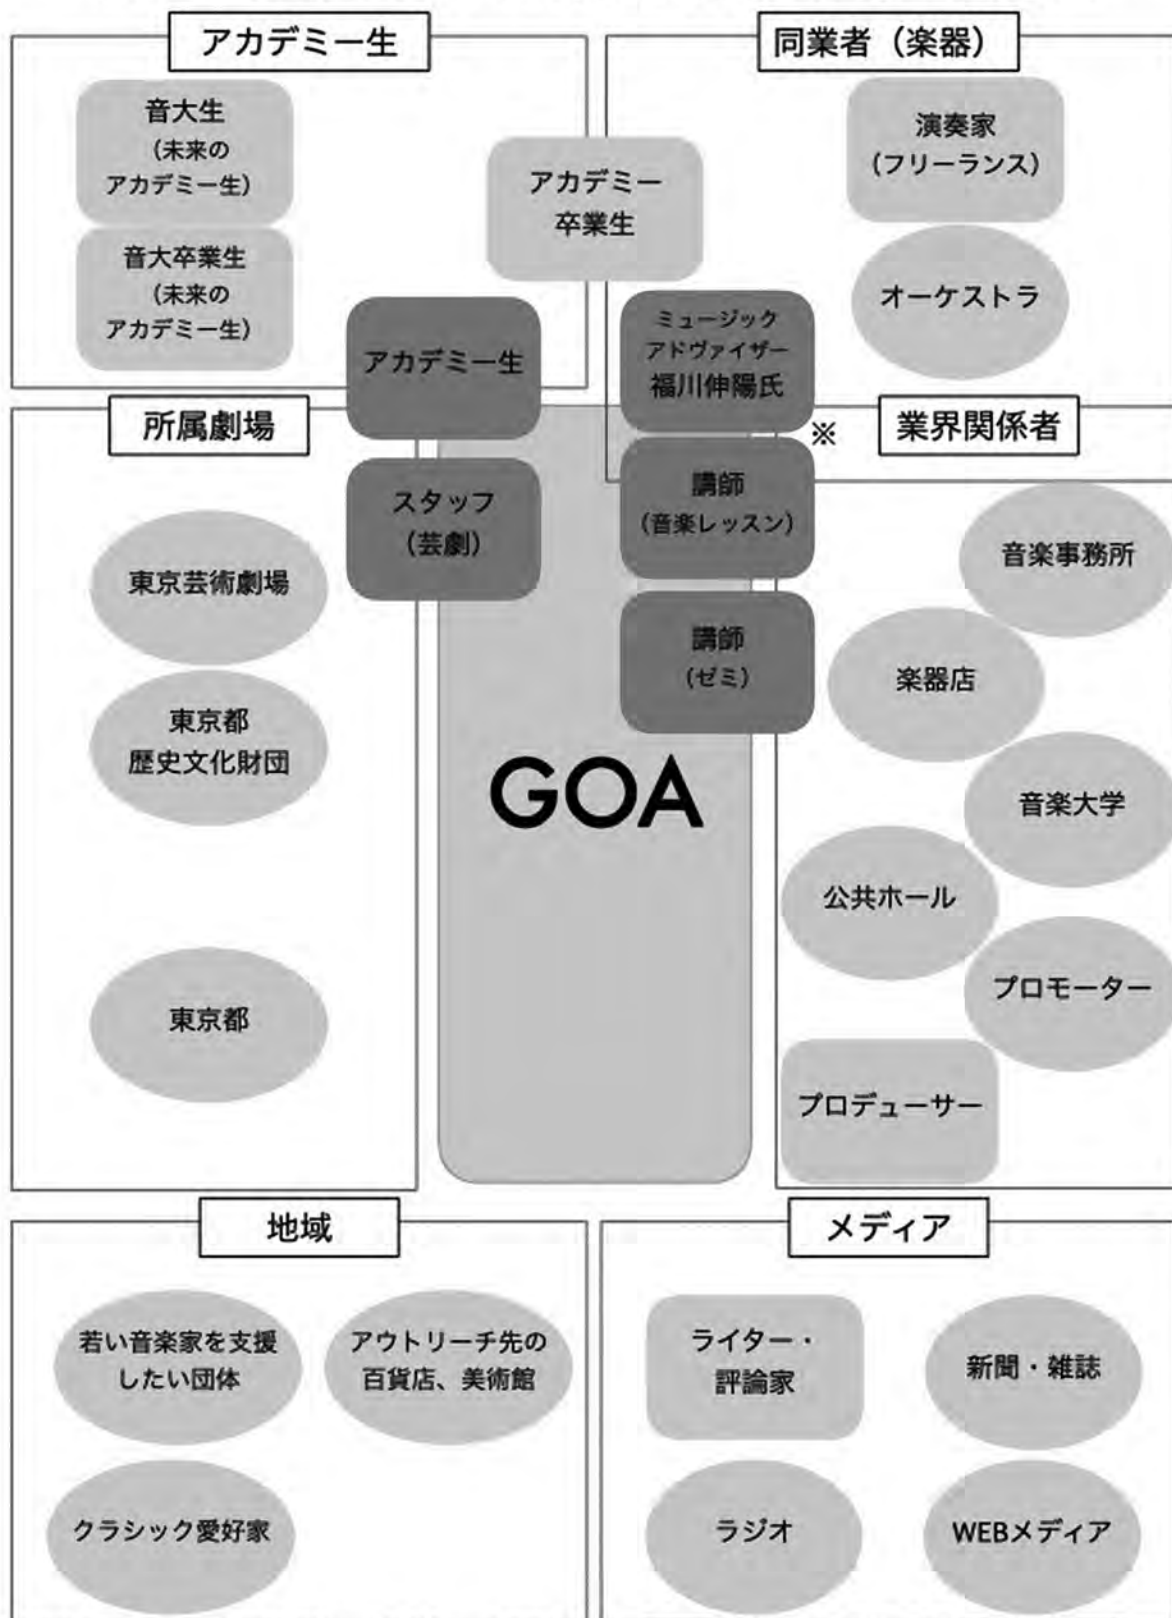 アカデミー生
音大生
（未来の
アカデミー生）
音大卒業生
（未来の
アカデミー生）
アカデミー
卒業生
アカデミー生
同業者（楽器）
演奏家
（フリーランス）
オーケストラ
ミュージック
アドヴァイザー
福川伸陽氏
※
所属劇場
スタッフ
（芸劇）
東京芸術劇場
東京都
歴史文化財団
東京都
講師
（音楽レッスン）
講師
（ゼミ）
GOA
業界関係者
音楽事務所
楽器店
音楽大学
公共ホール
プロモーター
プロデューサー
地域
若い音楽家を支援
したい団体
アウトリーチ先の
百貨店、美術館
クラシック愛好家
メディア
ライター・
評論家
新聞・雑誌
ラジオ
WEBメディア